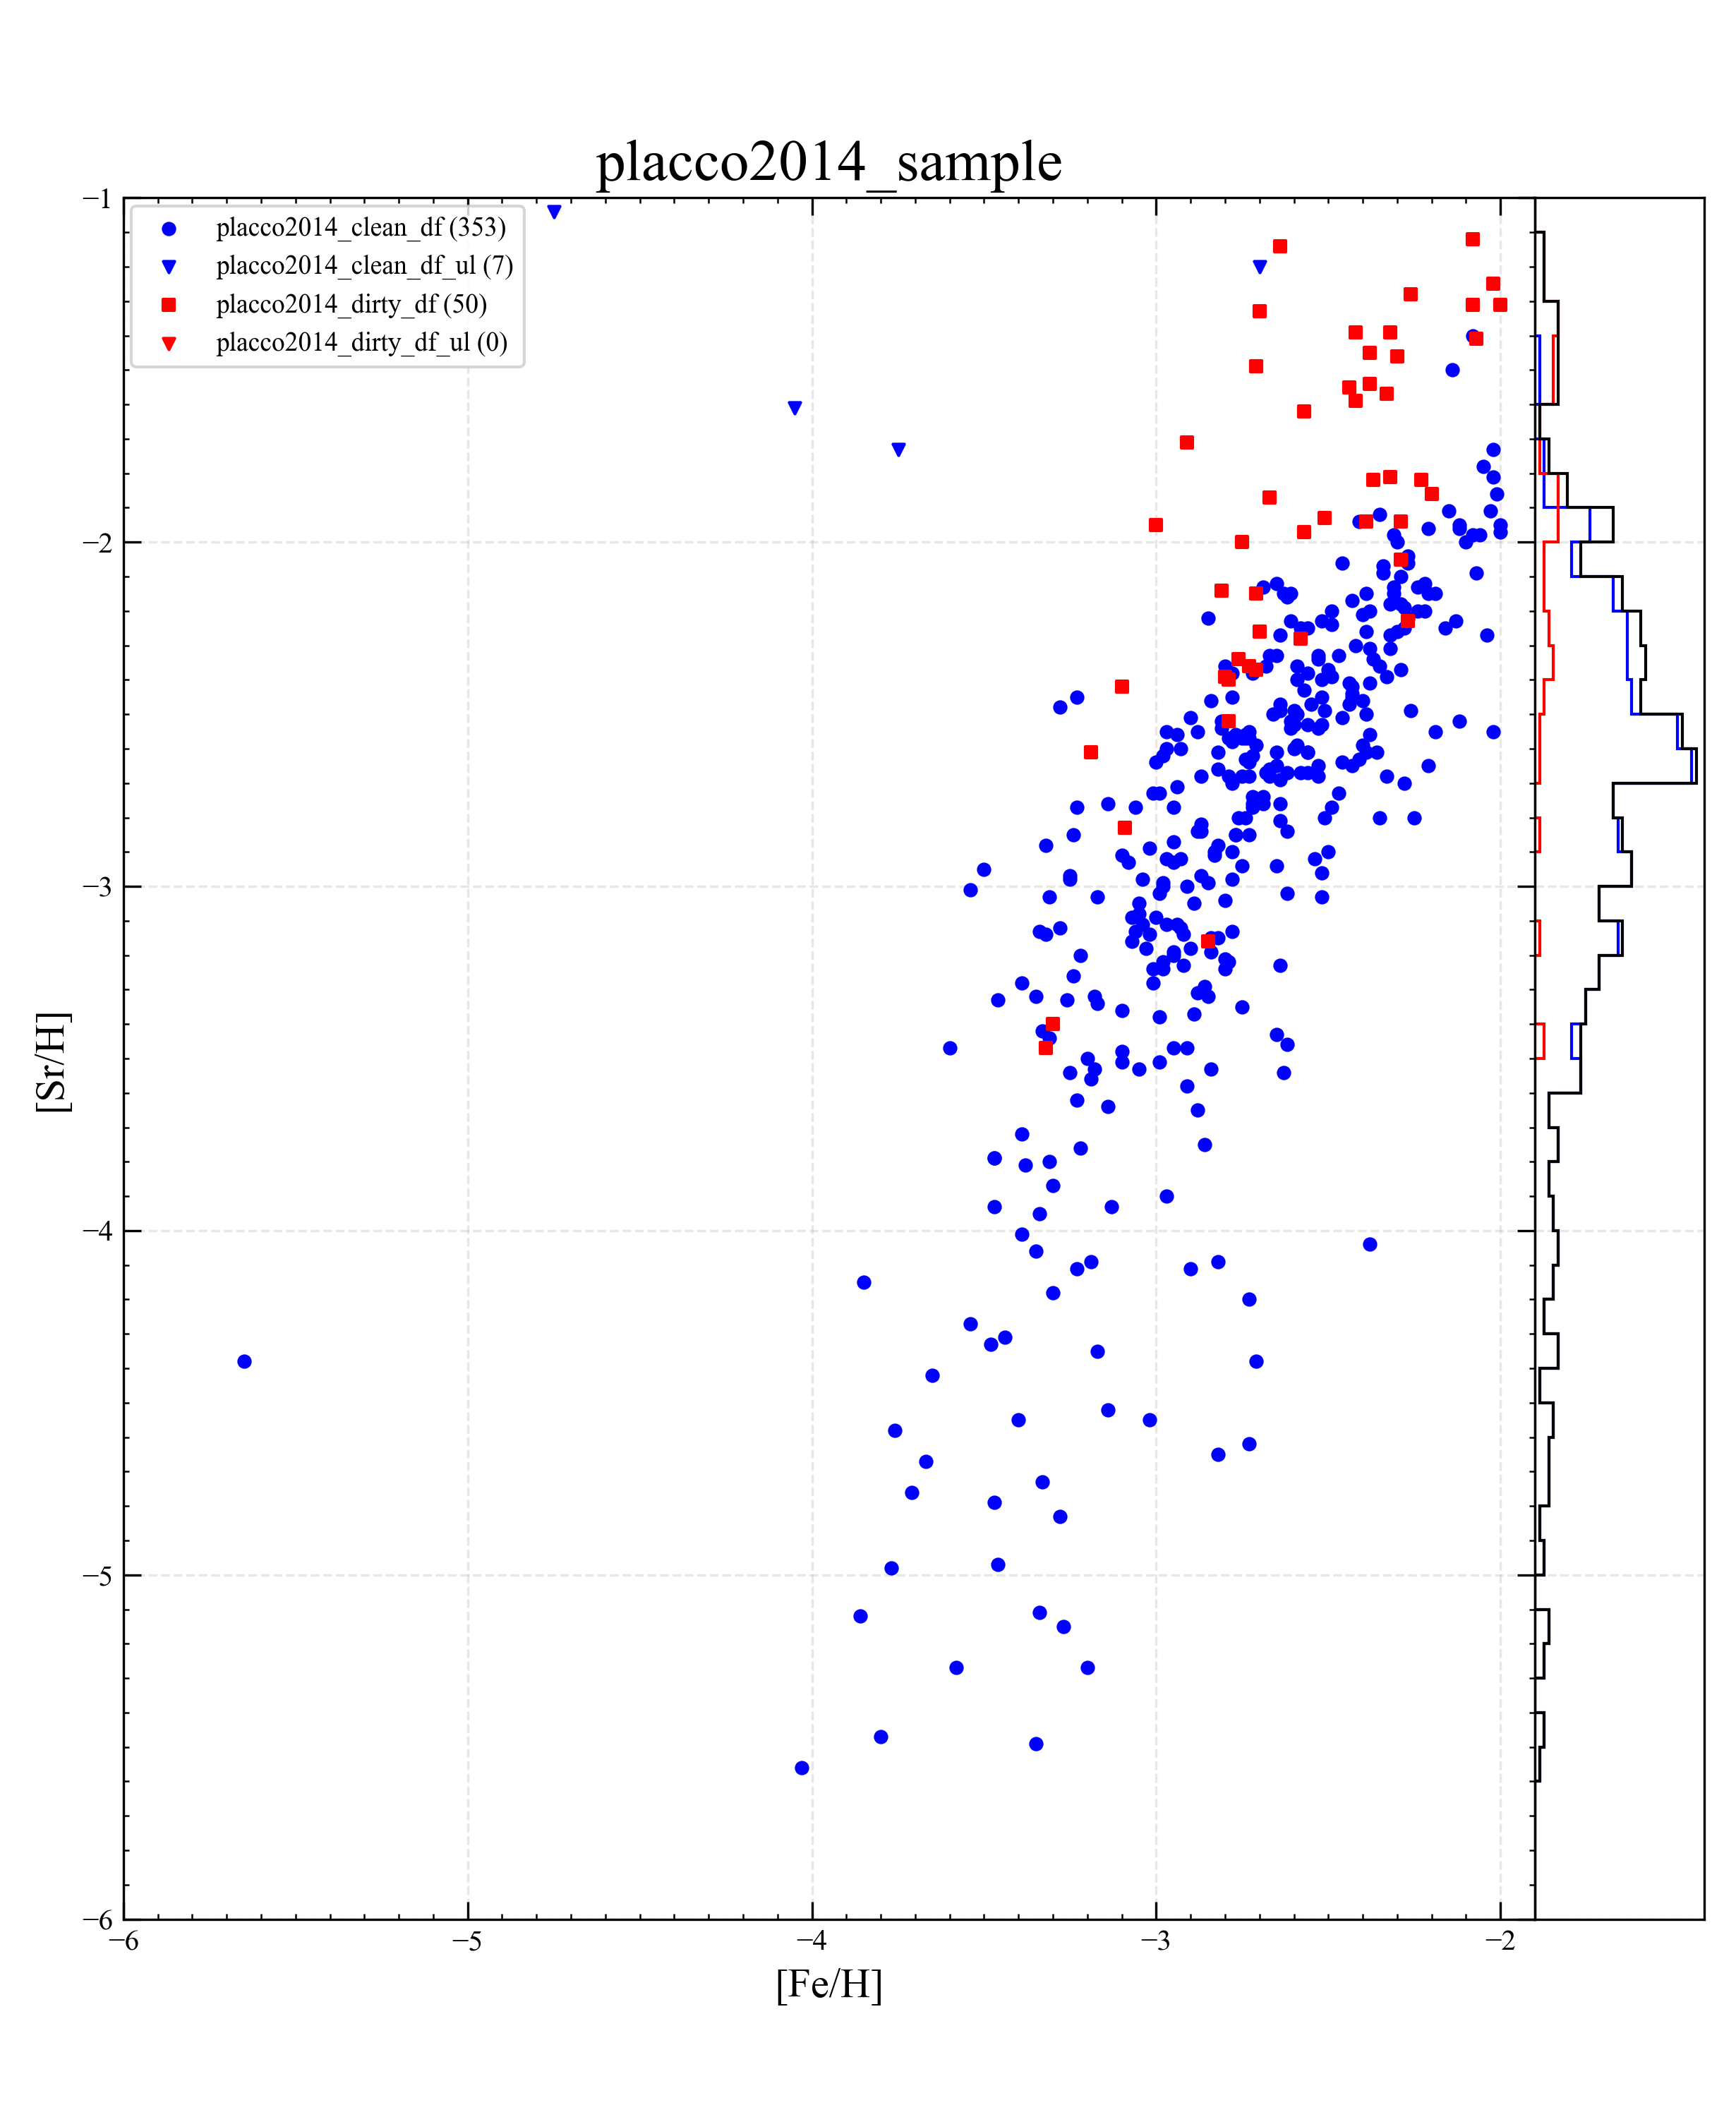 placco2014_sample
placco2014_clean_df (353)
placco2014_clean_df_ul (7)
placco2014_dirty_df (50)
placco2014_dirty_df_ul (0)
−1
−2
−3
−4
−5
−6
[Sr/H]
−6
−5
−4
−3
−2
[Fe/H]